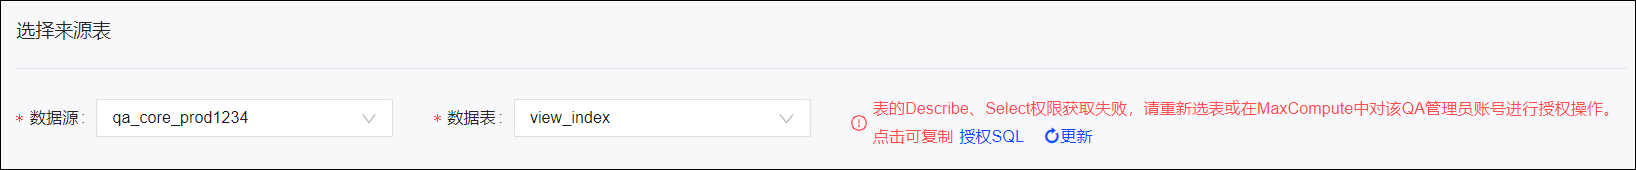 选择来源表
* 数据源: qa_core_prod1234 * 数据表: view_index
表的Describe、Select权限获取失败，请重新选表或在MaxCompute中对该QA管理员账号进行授权操作。
点击可复制 授权SQL 更新